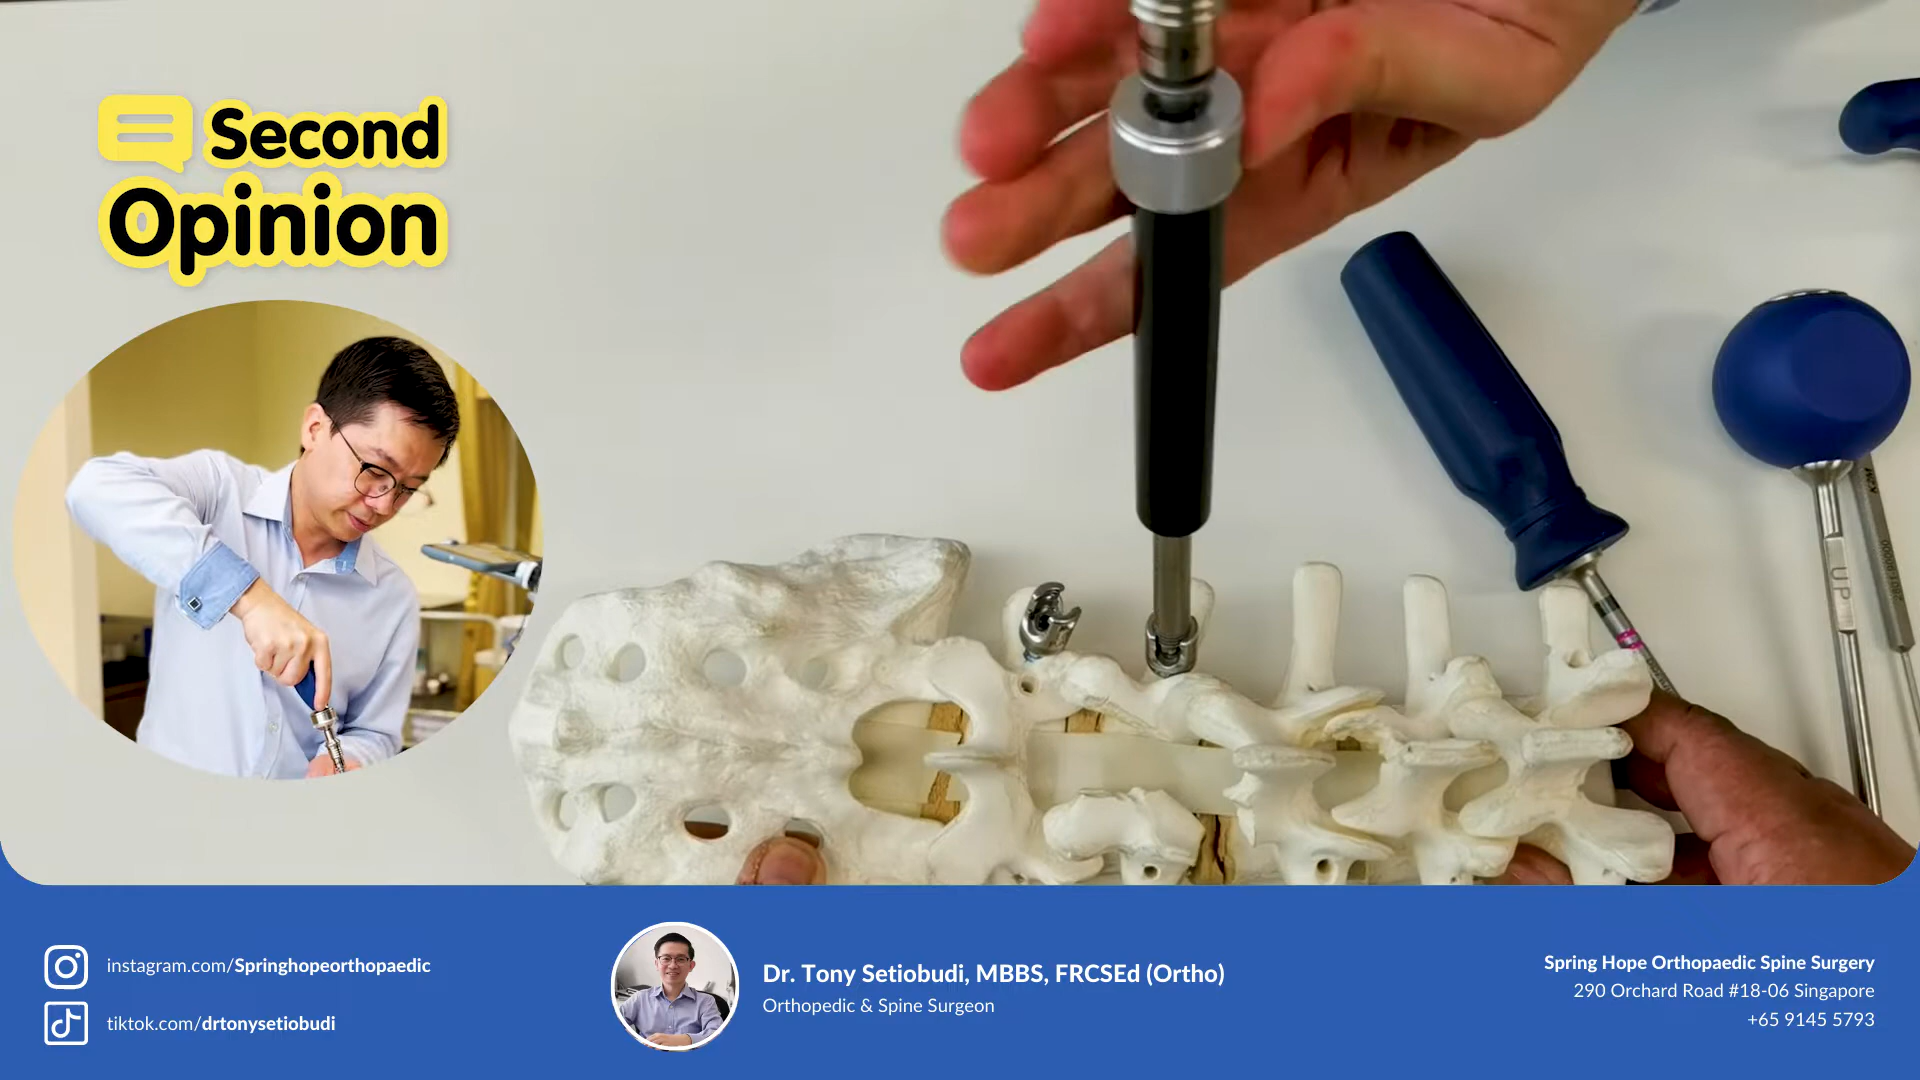 Second
Opinion
K2M
UP
instagram.com/Springhopeorthopaedic
tiktok.com/drtonysetiobudi
Dr. Tony Setiobudi, MBBS, FRCSEd (Ortho)
Orthopedic & Spine Surgeon
Spring Hope Orthopaedic Spine Surgery
290 Orchard Road #18-06 Singapore
+65 9145 5793